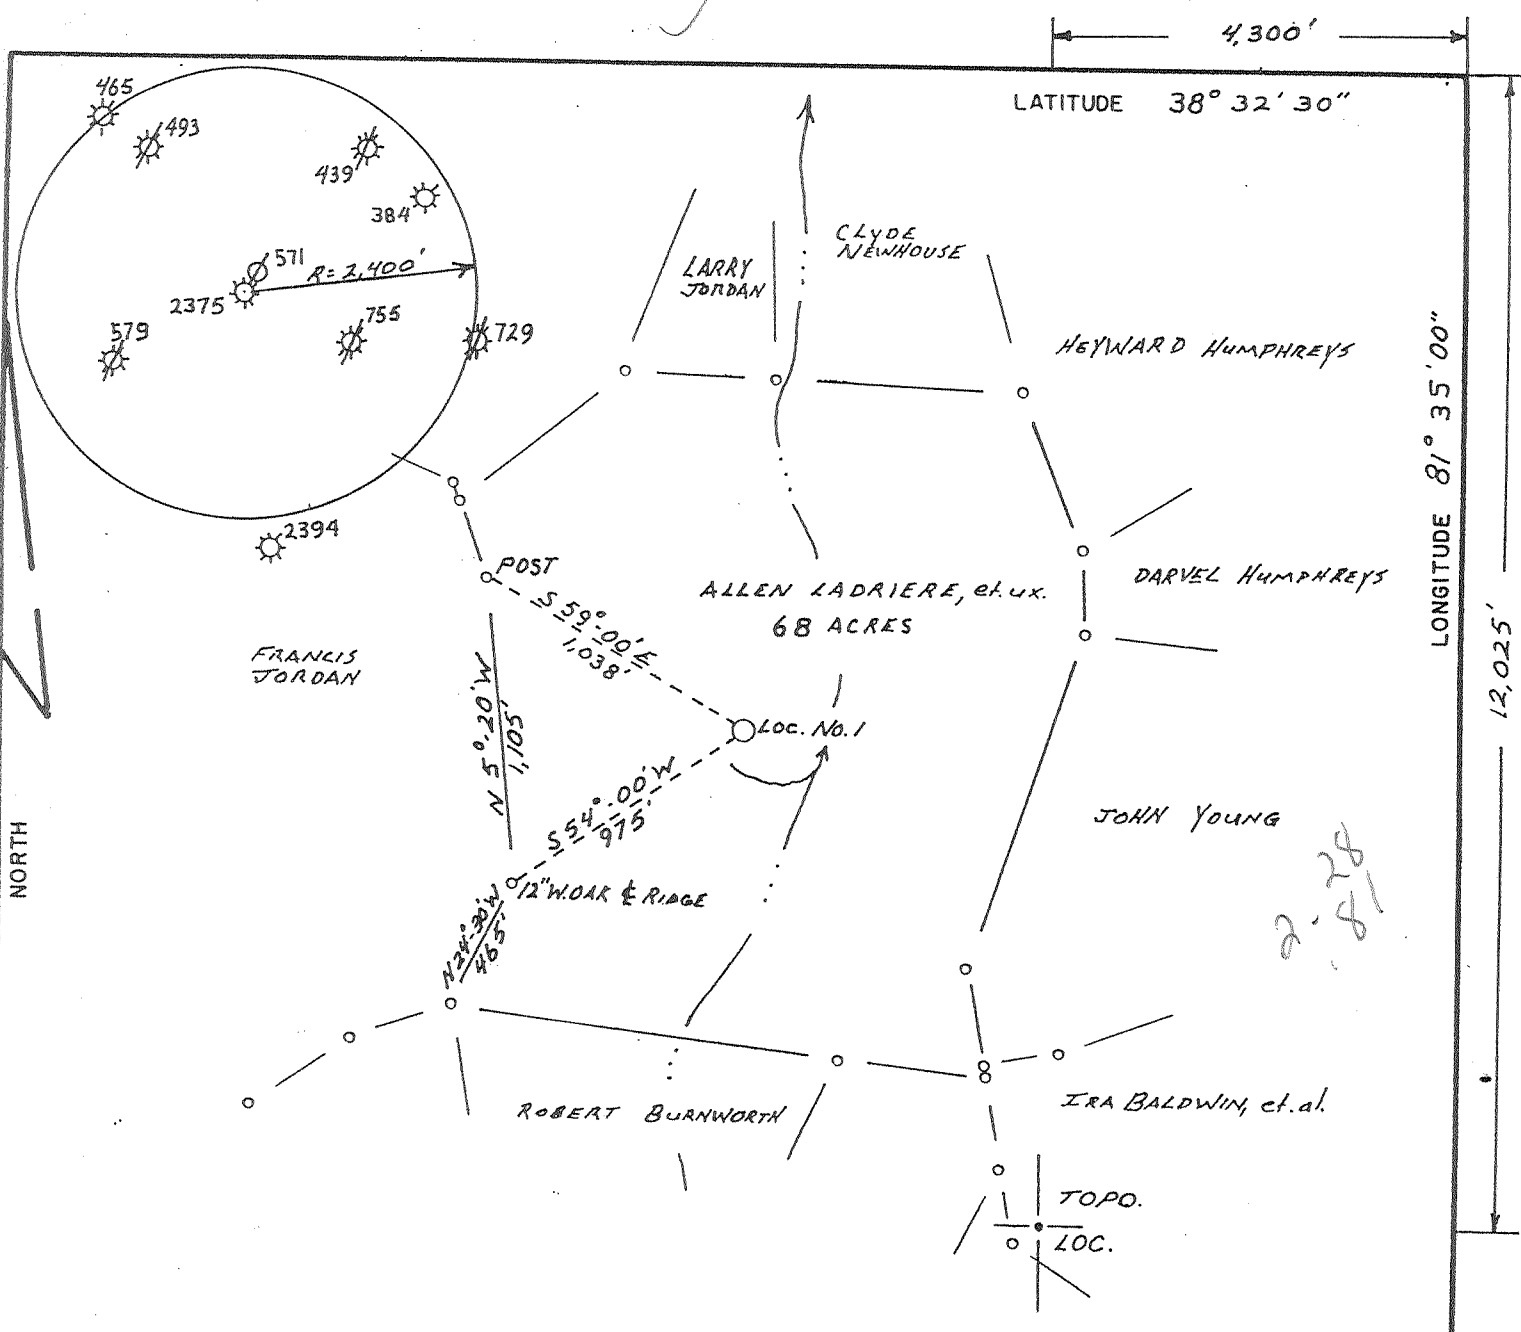 4,300'
LATITUDE 38° 32' 30"
465
493
439
384
571
R=2,400'
2375
579
755
729
2394
LARRY
JORDAN
CLYDE
NEWHOUSE
HEYWARD HUMPHREYS
LONGITUDE 81° 35' 00"
12,025'
POST
S 59°-00' E
1,038'
ALLEN LADRIERE, et.ux.
68 ACRES
DARVEL HUMPHREYS
FRANCIS
JORDAN
N 5°-20' W
1,105'
LOC. NO. 1
S 54°-00' W
975'
JOHN YOUNG
NORTH
12" W.OAK ℄ RIDGE
N 24°-30' W
465'
28
2.81
ROBERT BURNWORTH
IRA BALDWIN, et.al.
TOPO.
LOC.